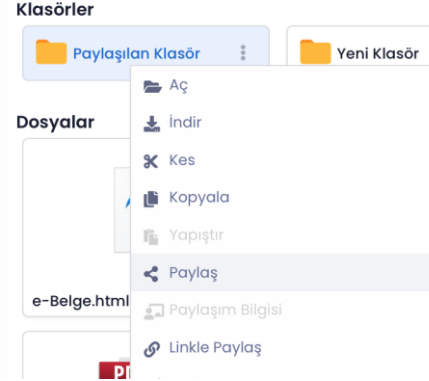 Klasörler
Paylaşılan Klasör
Yeni Klasör
Aç
Dosyalar
İndir
Kes
Kopyala
Yapıştır
Paylaş
e-Belge.html
Paylaşım Bilgisi
Linkle Paylaş